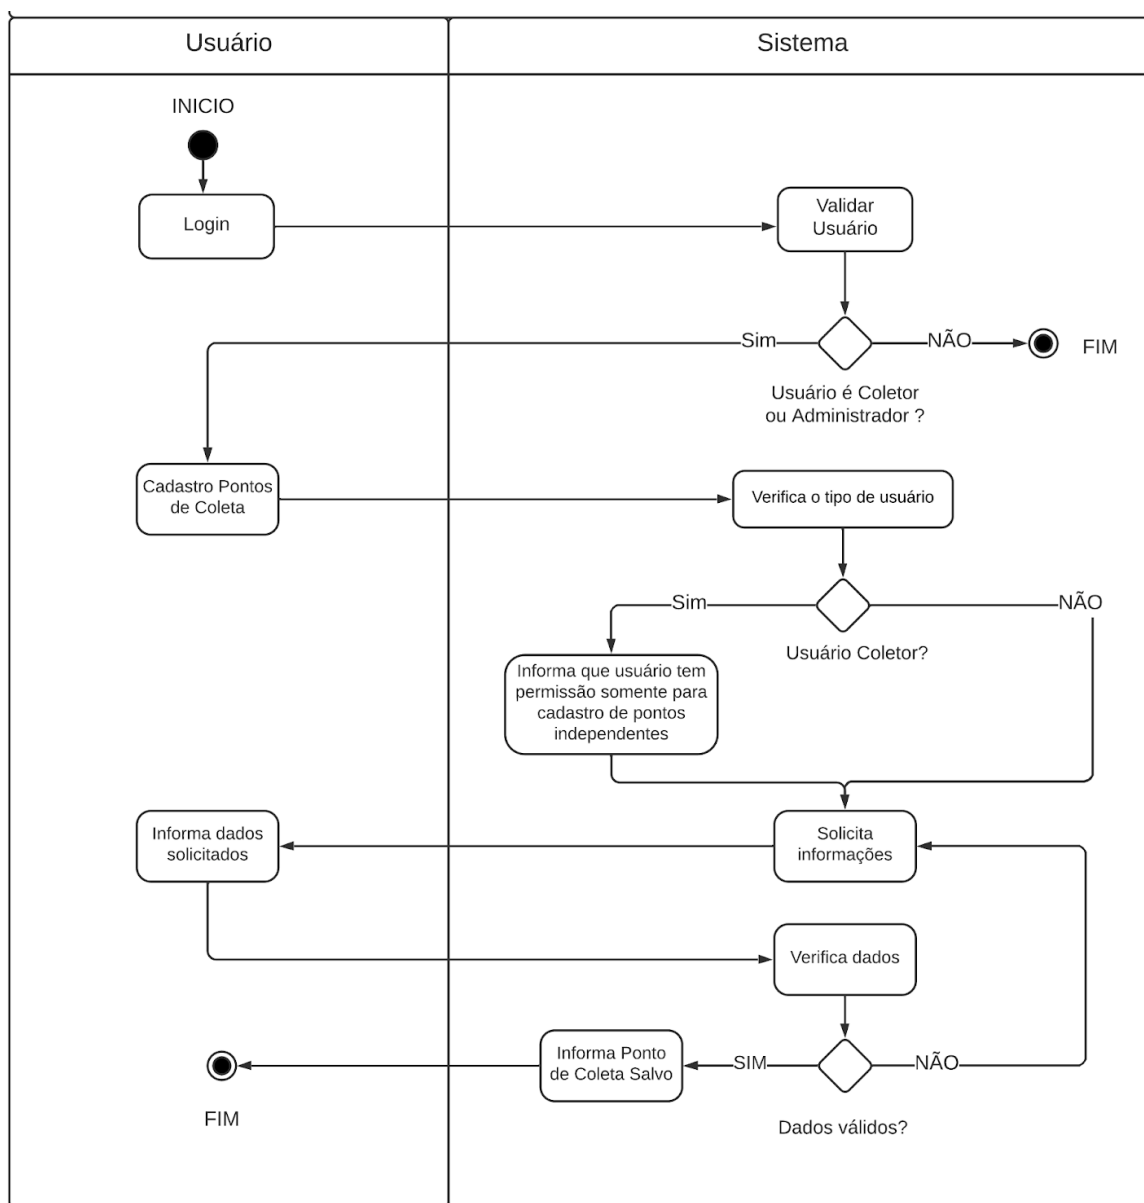 Usuário
Sistema
INICIO
Login
Validar
Usuário
Sim
NÃO
FIM
Usuário é Coletor
ou Administrador ?
Cadastro Pontos
de Coleta
Verifica o tipo de usuário
Sim
NÃO
Usuário Coletor?
Informa que usuário tem
permissão somente para
cadastro de pontos
independentes
Informa dados
solicitados
Solicita
informações
Verifica dados
Informa Ponto
de Coleta Salvo
SIM
NÃO
FIM
Dados válidos?